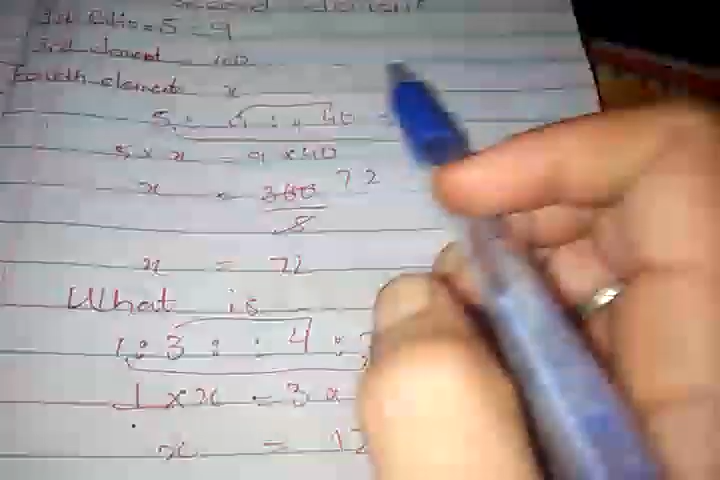 1st Ratio = 5 : 9
3rd element = 40
Fourth element x
5 : 9 : : 40 =
5 × x = 9 × 40
x = 360 72
5
x = 72
What is
1 : 3 : : 4 :
1 × x = 3 ×
x = 12